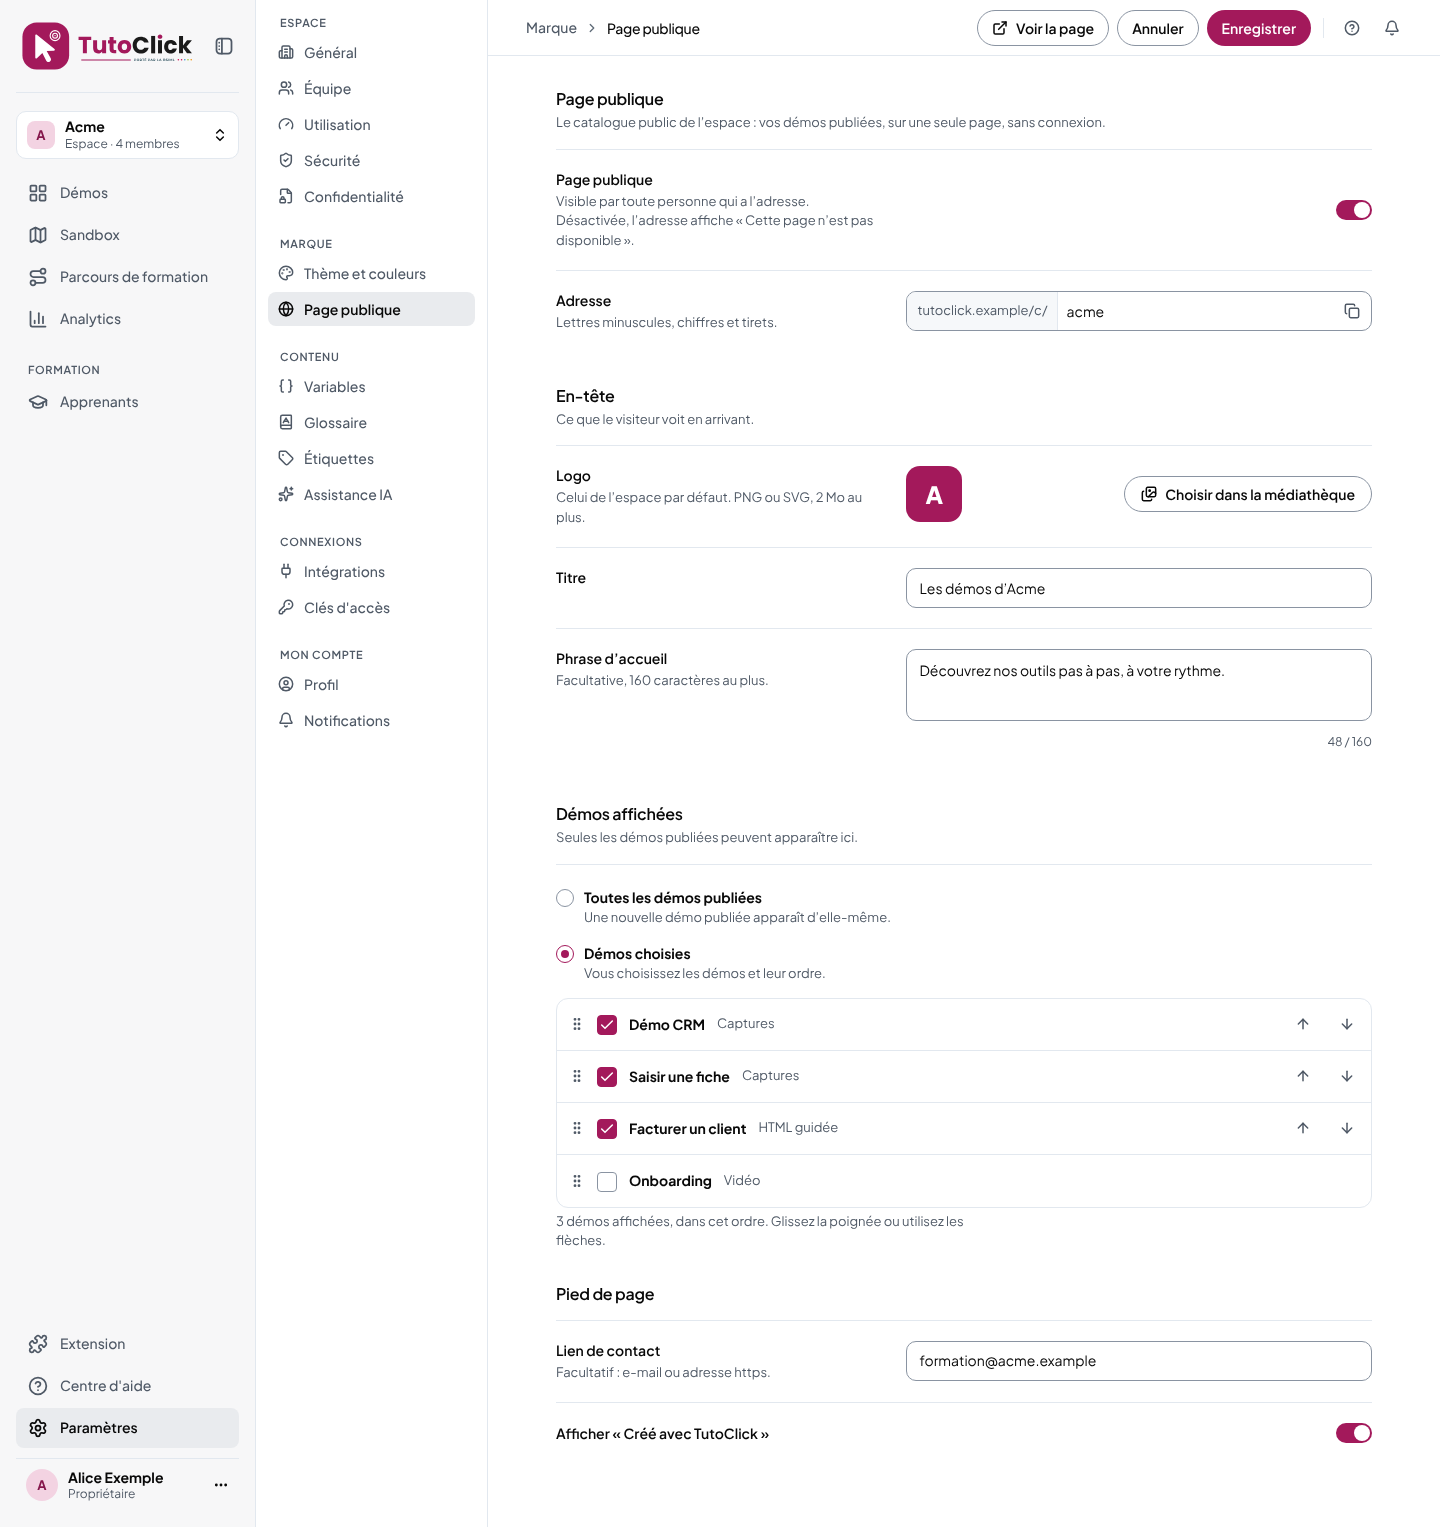 TutoClick
A
Acme
Espace · 4 membres
Démos
Sandbox
Parcours de formation
Analytics
FORMATION
Apprenants
Extension
Centre d'aide
Paramètres
A
Alice Exemple
Propriétaire
ESPACE
Général
Équipe
Utilisation
Sécurité
Confidentialité
MARQUE
Thème et couleurs
Page publique
CONTENU
Variables
Glossaire
Étiquettes
Assistance IA
CONNEXIONS
Intégrations
Clés d'accès
MON COMPTE
Profil
Notifications
Marque
Page publique
Voir la page
Annuler
Enregistrer
Page publique
Le catalogue public de l’espace : vos démos publiées, sur une seule page, sans connexion.
Page publique
Visible par toute personne qui a l’adresse.
Désactivée, l’adresse affiche « Cette page n’est pas
disponible ».
Adresse
Lettres minuscules, chiffres et tirets.
tutoclick.example/c/
acme
En-tête
Ce que le visiteur voit en arrivant.
Logo
Celui de l’espace par défaut. PNG ou SVG, 2 Mo au
plus.
A
Choisir dans la médiathèque
Titre
Les démos d’Acme
Phrase d’accueil
Facultative, 160 caractères au plus.
Découvrez nos outils pas à pas, à votre rythme.
48 / 160
Démos affichées
Seules les démos publiées peuvent apparaître ici.
Toutes les démos publiées
Une nouvelle démo publiée apparaît d’elle-même.
Démos choisies
Vous choisissez les démos et leur ordre.
Démo CRM Captures
Saisir une fiche Captures
Facturer un client HTML guidée
Onboarding Vidéo
3 démos affichées, dans cet ordre. Glissez la poignée ou utilisez les
flèches.
Pied de page
Lien de contact
Facultatif : e-mail ou adresse https.
formation@acme.example
Afficher « Créé avec TutoClick »